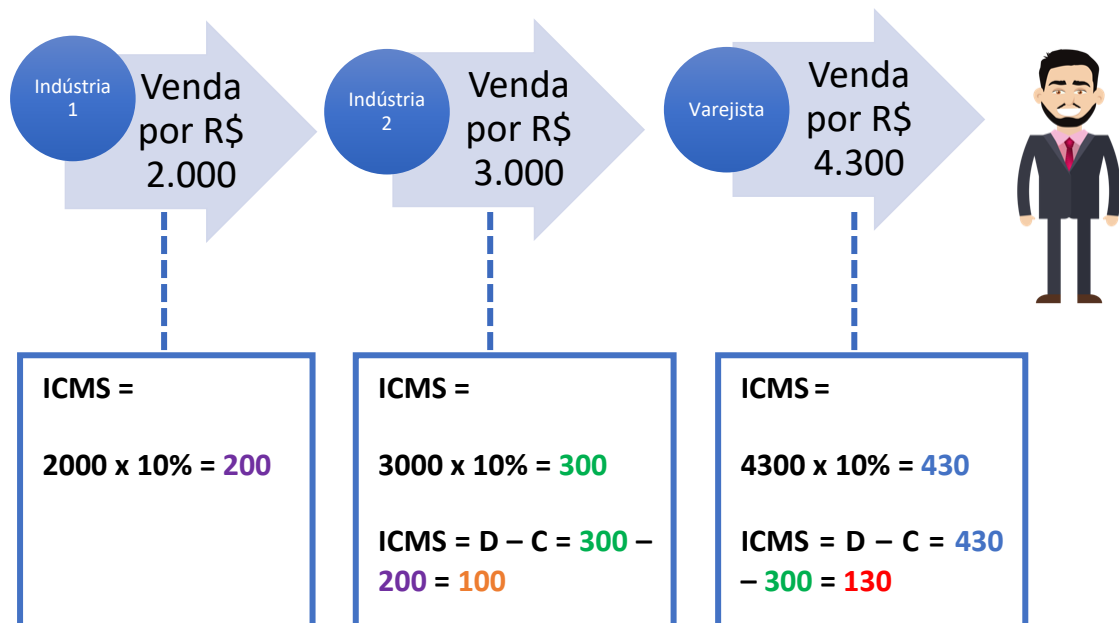 Indústria
1
Venda
por R$
2.000
Indústria
2
Venda
por R$
3.000
Varejista
Venda
por R$
4.300
ICMS =
2000 x 10% = 200
ICMS =
3000 x 10% = 300
ICMS = D – C = 300 –
200 = 100
ICMS =
4300 x 10% = 430
ICMS = D – C = 430
– 300 = 130